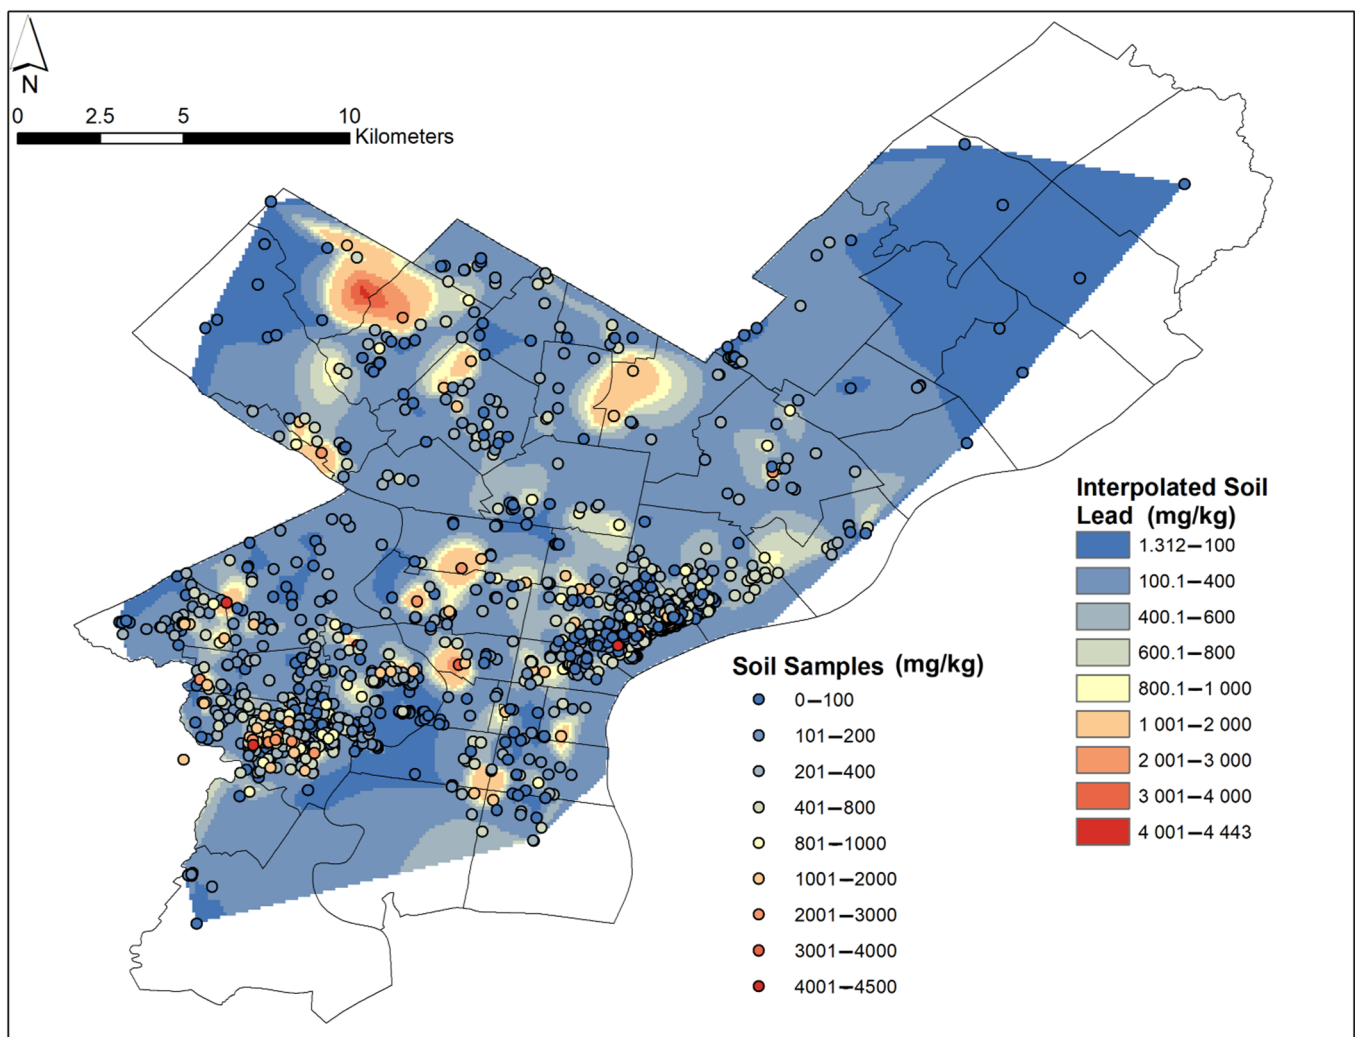 N
0 2.5 5 10
Kilometers
Interpolated Soil
Lead (mg/kg)
1.312–100
100.1–400
400.1–600
600.1–800
800.1–1 000
1 001–2 000
2 001–3 000
3 001–4 000
4 001–4 443
Soil Samples (mg/kg)
0–100
101–200
201–400
401–800
801–1000
1001–2000
2001–3000
3001–4000
4001–4500